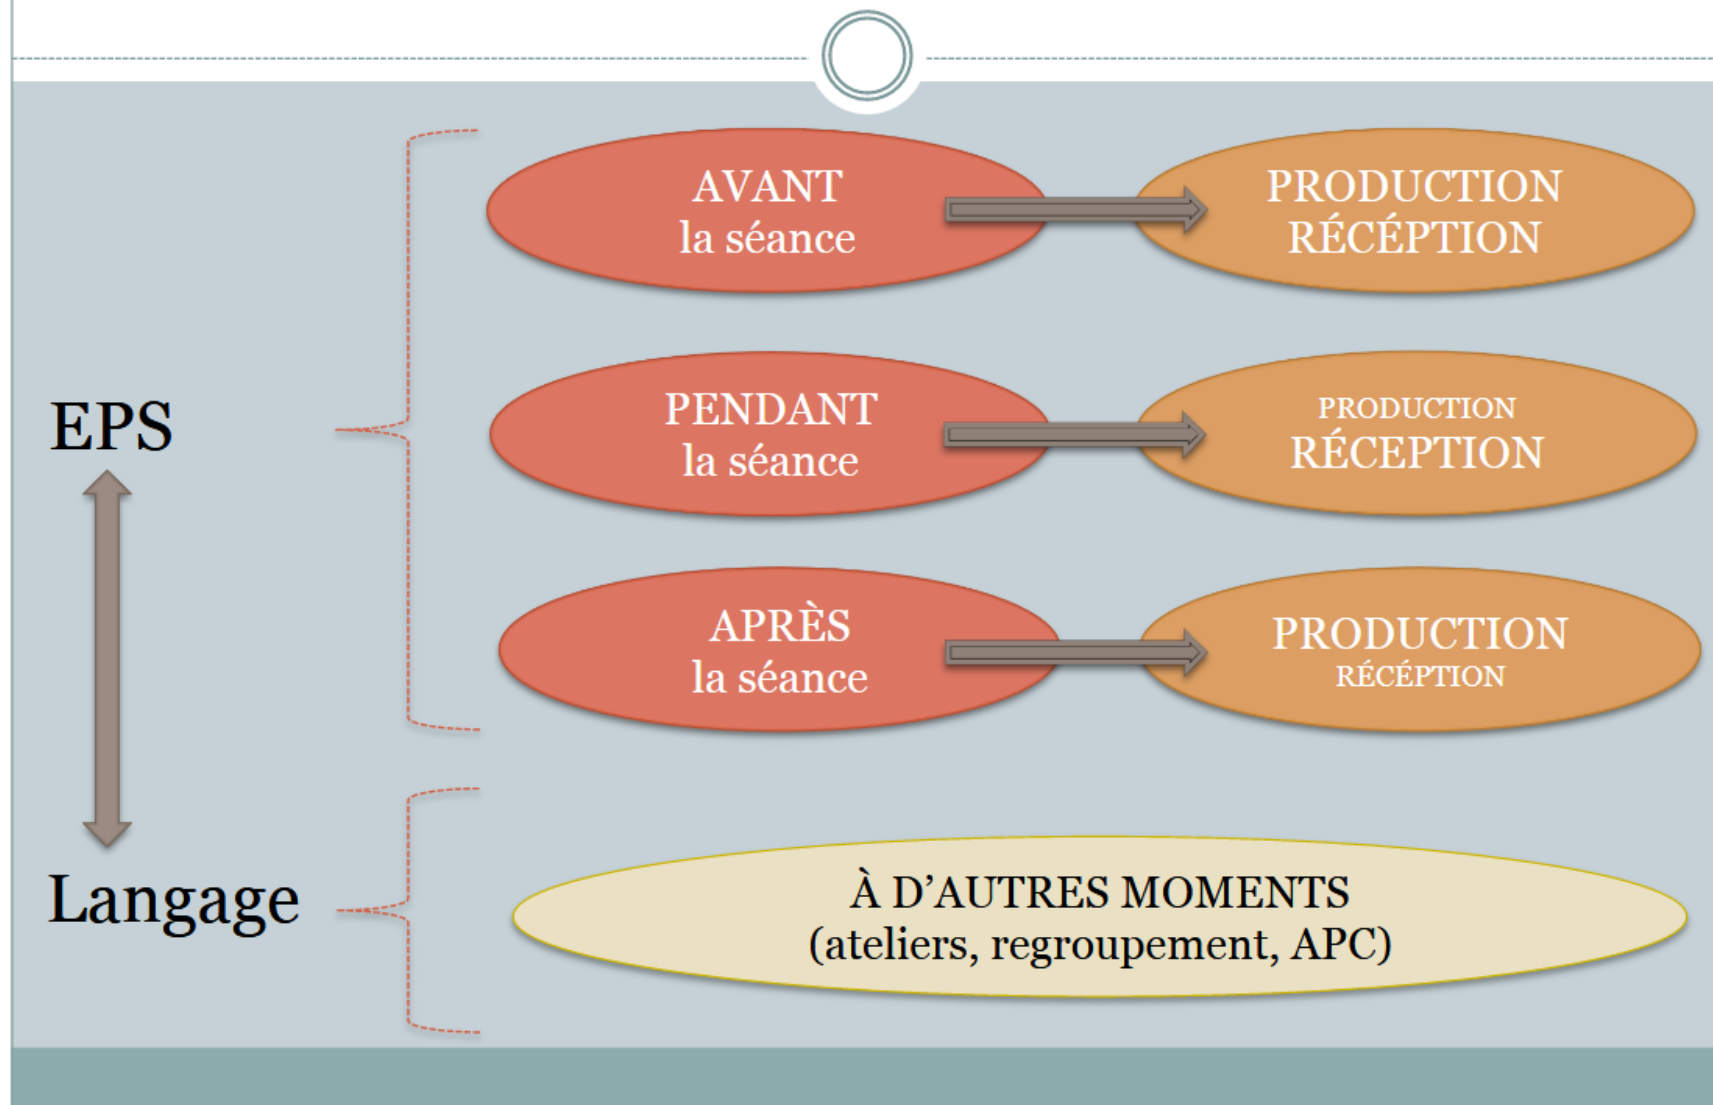 AVANT
la séance
PRODUCTION
RÉCÉPTION
EPS
PENDANT
la séance
PRODUCTION
RÉCEPTION
APRÈS
la séance
PRODUCTION
RÉCÉPTION
Langage
À D’AUTRES MOMENTS
(ateliers, regroupement, APC)